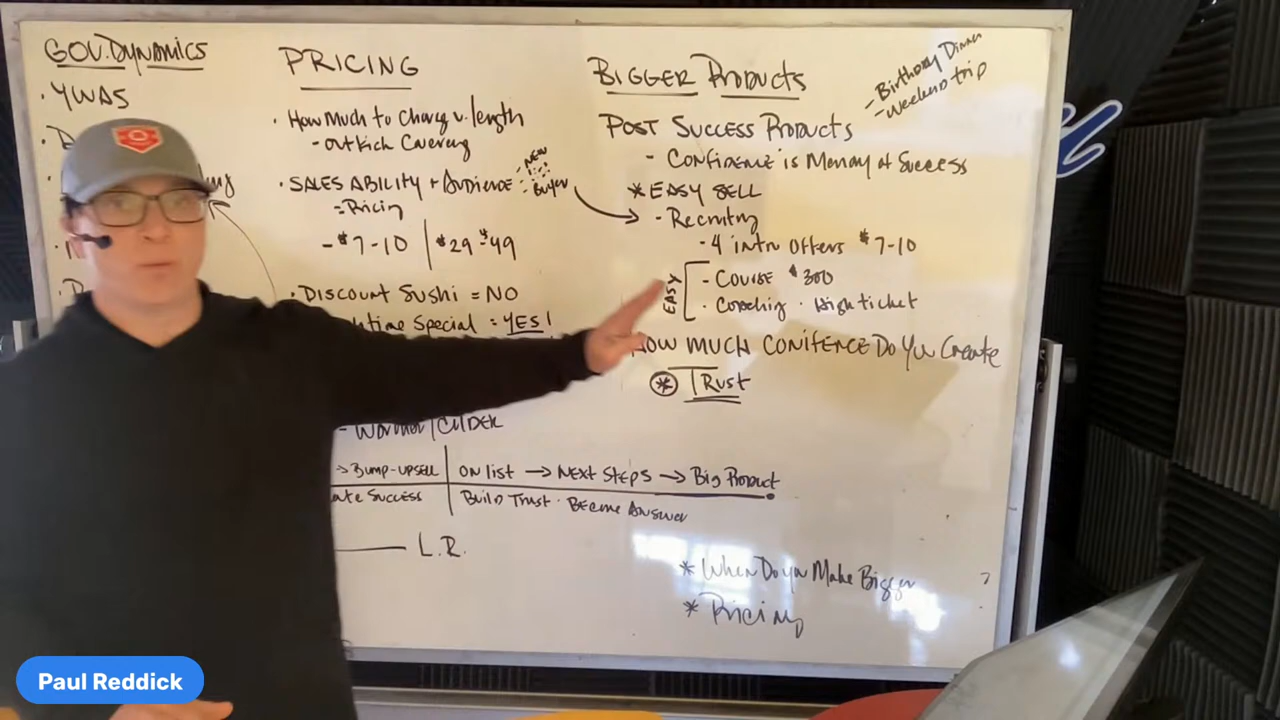 GOV. DYNAMICS
· YWAS
PRICING
· How Much to Charge v. length
- Outkick Covering
· SALES ABILITY + AUDIENCE
- NEW
- Buyer
= Pricing
- $7-10 | $29 $49
· DISCOUNT SUSHI = NO
time Special = YES!
BIGGER PRODUCTS
- Birthday Dinner
- Weekend trip
POST SUCCESS PRODUCTS
- CONFIDENCE is Memory of Success
* EASY SELL
- Recruiting
- 4 intro offers $7-10
EASY
- Course $300
· Coaching · High ticket
HOW MUCH CONIFENCE DO You Create
* TRust
/COLDER
-> Bump-UPSELL | ON list -> NEXT STEPS -> Big Product
ate Success | Build Trust · Become Answer
L.R.
* When Do you Make Bigger ?
* Pricing
Paul Reddick